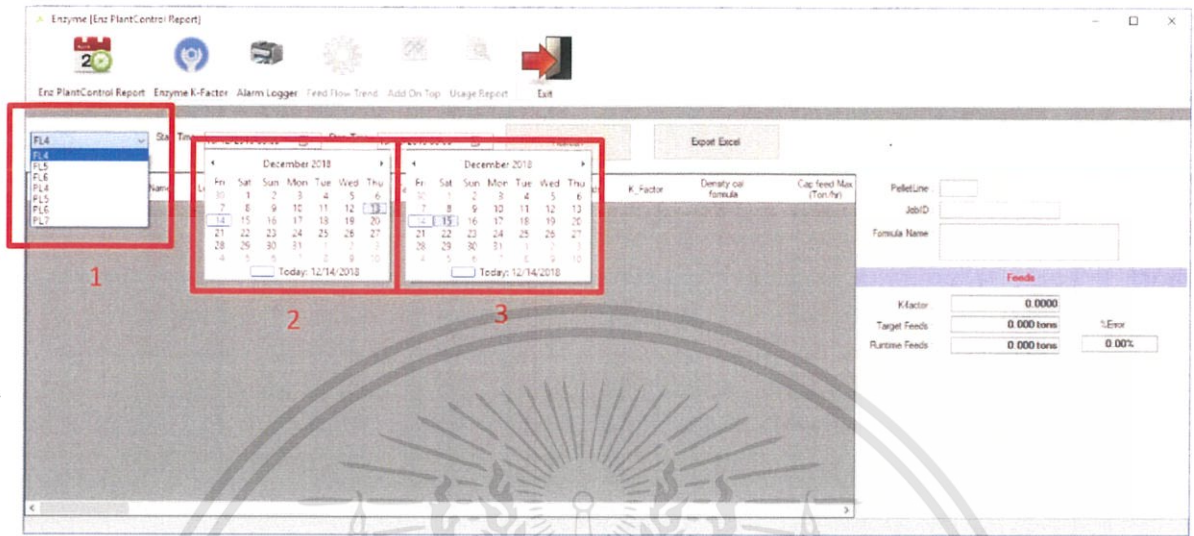 Enzyme [Enz PlantControl Report]
Enz PlantControl Report Enzyme K-Factor Alarm Logger Feed Flow Trend Add On Top Usage Report Exit
FL4
FL4
FL5
FL6
PL4
PL5
PL6
PL7
Export Excel
Name
K_Factor
Cap feed Max
(Ton/hr)
formula
December 2018
Fri Sat Sun Mon Tue Wed Thu
30 1 2 3 4 5 6
7 8 9 10 11 12 13
14 15 16 17 18 19 20
21 22 23 24 25 26 27
28 29 30 31 1 2 3
4 5 6 7 8 9 10
Today: 12/14/2018
December 2018
Fri Sat Sun Mon Tue Wed Thu
30 1 2 3 4 5 6
7 8 9 10 11 12 13
14 15 16 17 18 19 20
21 22 23 24 25 26 27
28 29 30 31 1 2 3
4 5 6 7 8 9 10
Today: 12/14/2018
1
2
3
PelletLine
JobID
Formula Name
Feeds
K-factor 0.0000
Target Feeds 0.000 tons %Error
Runtime Feeds 0.000 tons 0.00%